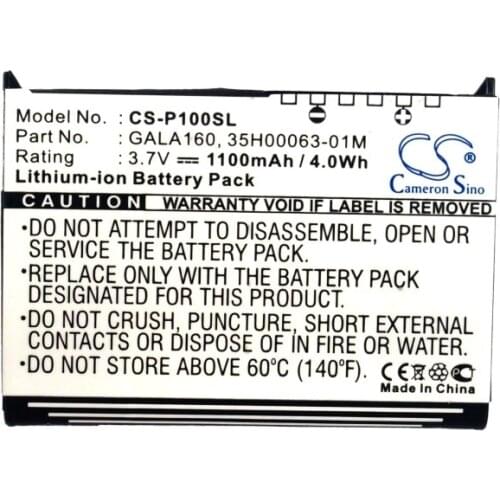 Model No.: CS-P100SL
Part No.: GALA160, 35H00063-01M
Rating : 3.7V 1100mAh / 4.0Wh
Lithium-ion Battery Pack
CS
Cameron Sino
CAUTION WARRANTY VOID IF LABEL IS REMOVED
·DO NOT ATTEMPT TO DISASSEMBLE, OPEN OR
SERVICE THE BATTERY PACK.
·REPLACE ONLY WITH THE BATTERY PACK
DESIGNATED FOR THIS PRODUCT.
·DO NOT CRUSH, PUNCTURE, SHORT
EXTERNAL CONTACTS, OR DISPOSE OF
IN FIRE OR WATER.
·DO NOT STORE ABOVE 60°C (140°F).
CE
Made In China